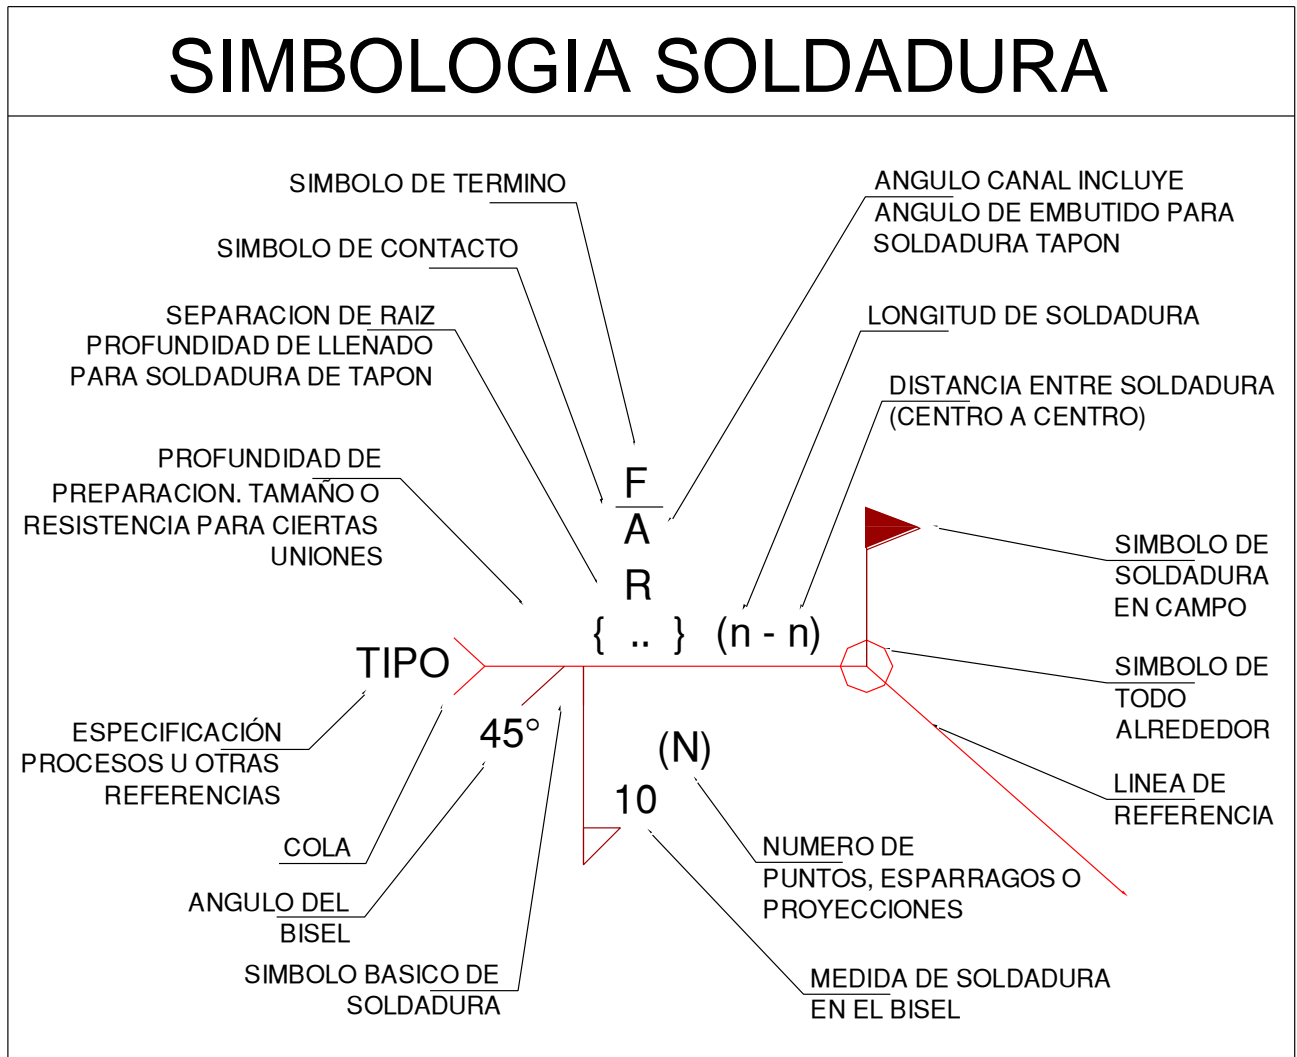 SIMBOLOGIA SOLDADURA
SIMBOLO DE TERMINO
SIMBOLO DE CONTACTO
SEPARACION DE RAIZ
PROFUNDIDAD DE LLENADO
PARA SOLDADURA DE TAPON
PROFUNDIDAD DE
PREPARACION. TAMAÑO O
RESISTENCIA PARA CIERTAS
UNIONES
ANGULO CANAL INCLUYE
ANGULO DE EMBUTIDO PARA
SOLDADURA TAPON
LONGITUD DE SOLDADURA
DISTANCIA ENTRE SOLDADURA
(CENTRO A CENTRO)
F
A
R
{ .. } (n - n)
TIPO
45°
(N)
10
SIMBOLO DE
SOLDADURA
EN CAMPO
SIMBOLO DE
TODO
ALREDEDOR
LINEA DE
REFERENCIA
ESPECIFICACIÓN
PROCESOS U OTRAS
REFERENCIAS
COLA
ANGULO DEL
BISEL
SIMBOLO BASICO DE
SOLDADURA
NUMERO DE
PUNTOS, ESPARRAGOS O
PROYECCIONES
MEDIDA DE SOLDADURA
EN EL BISEL